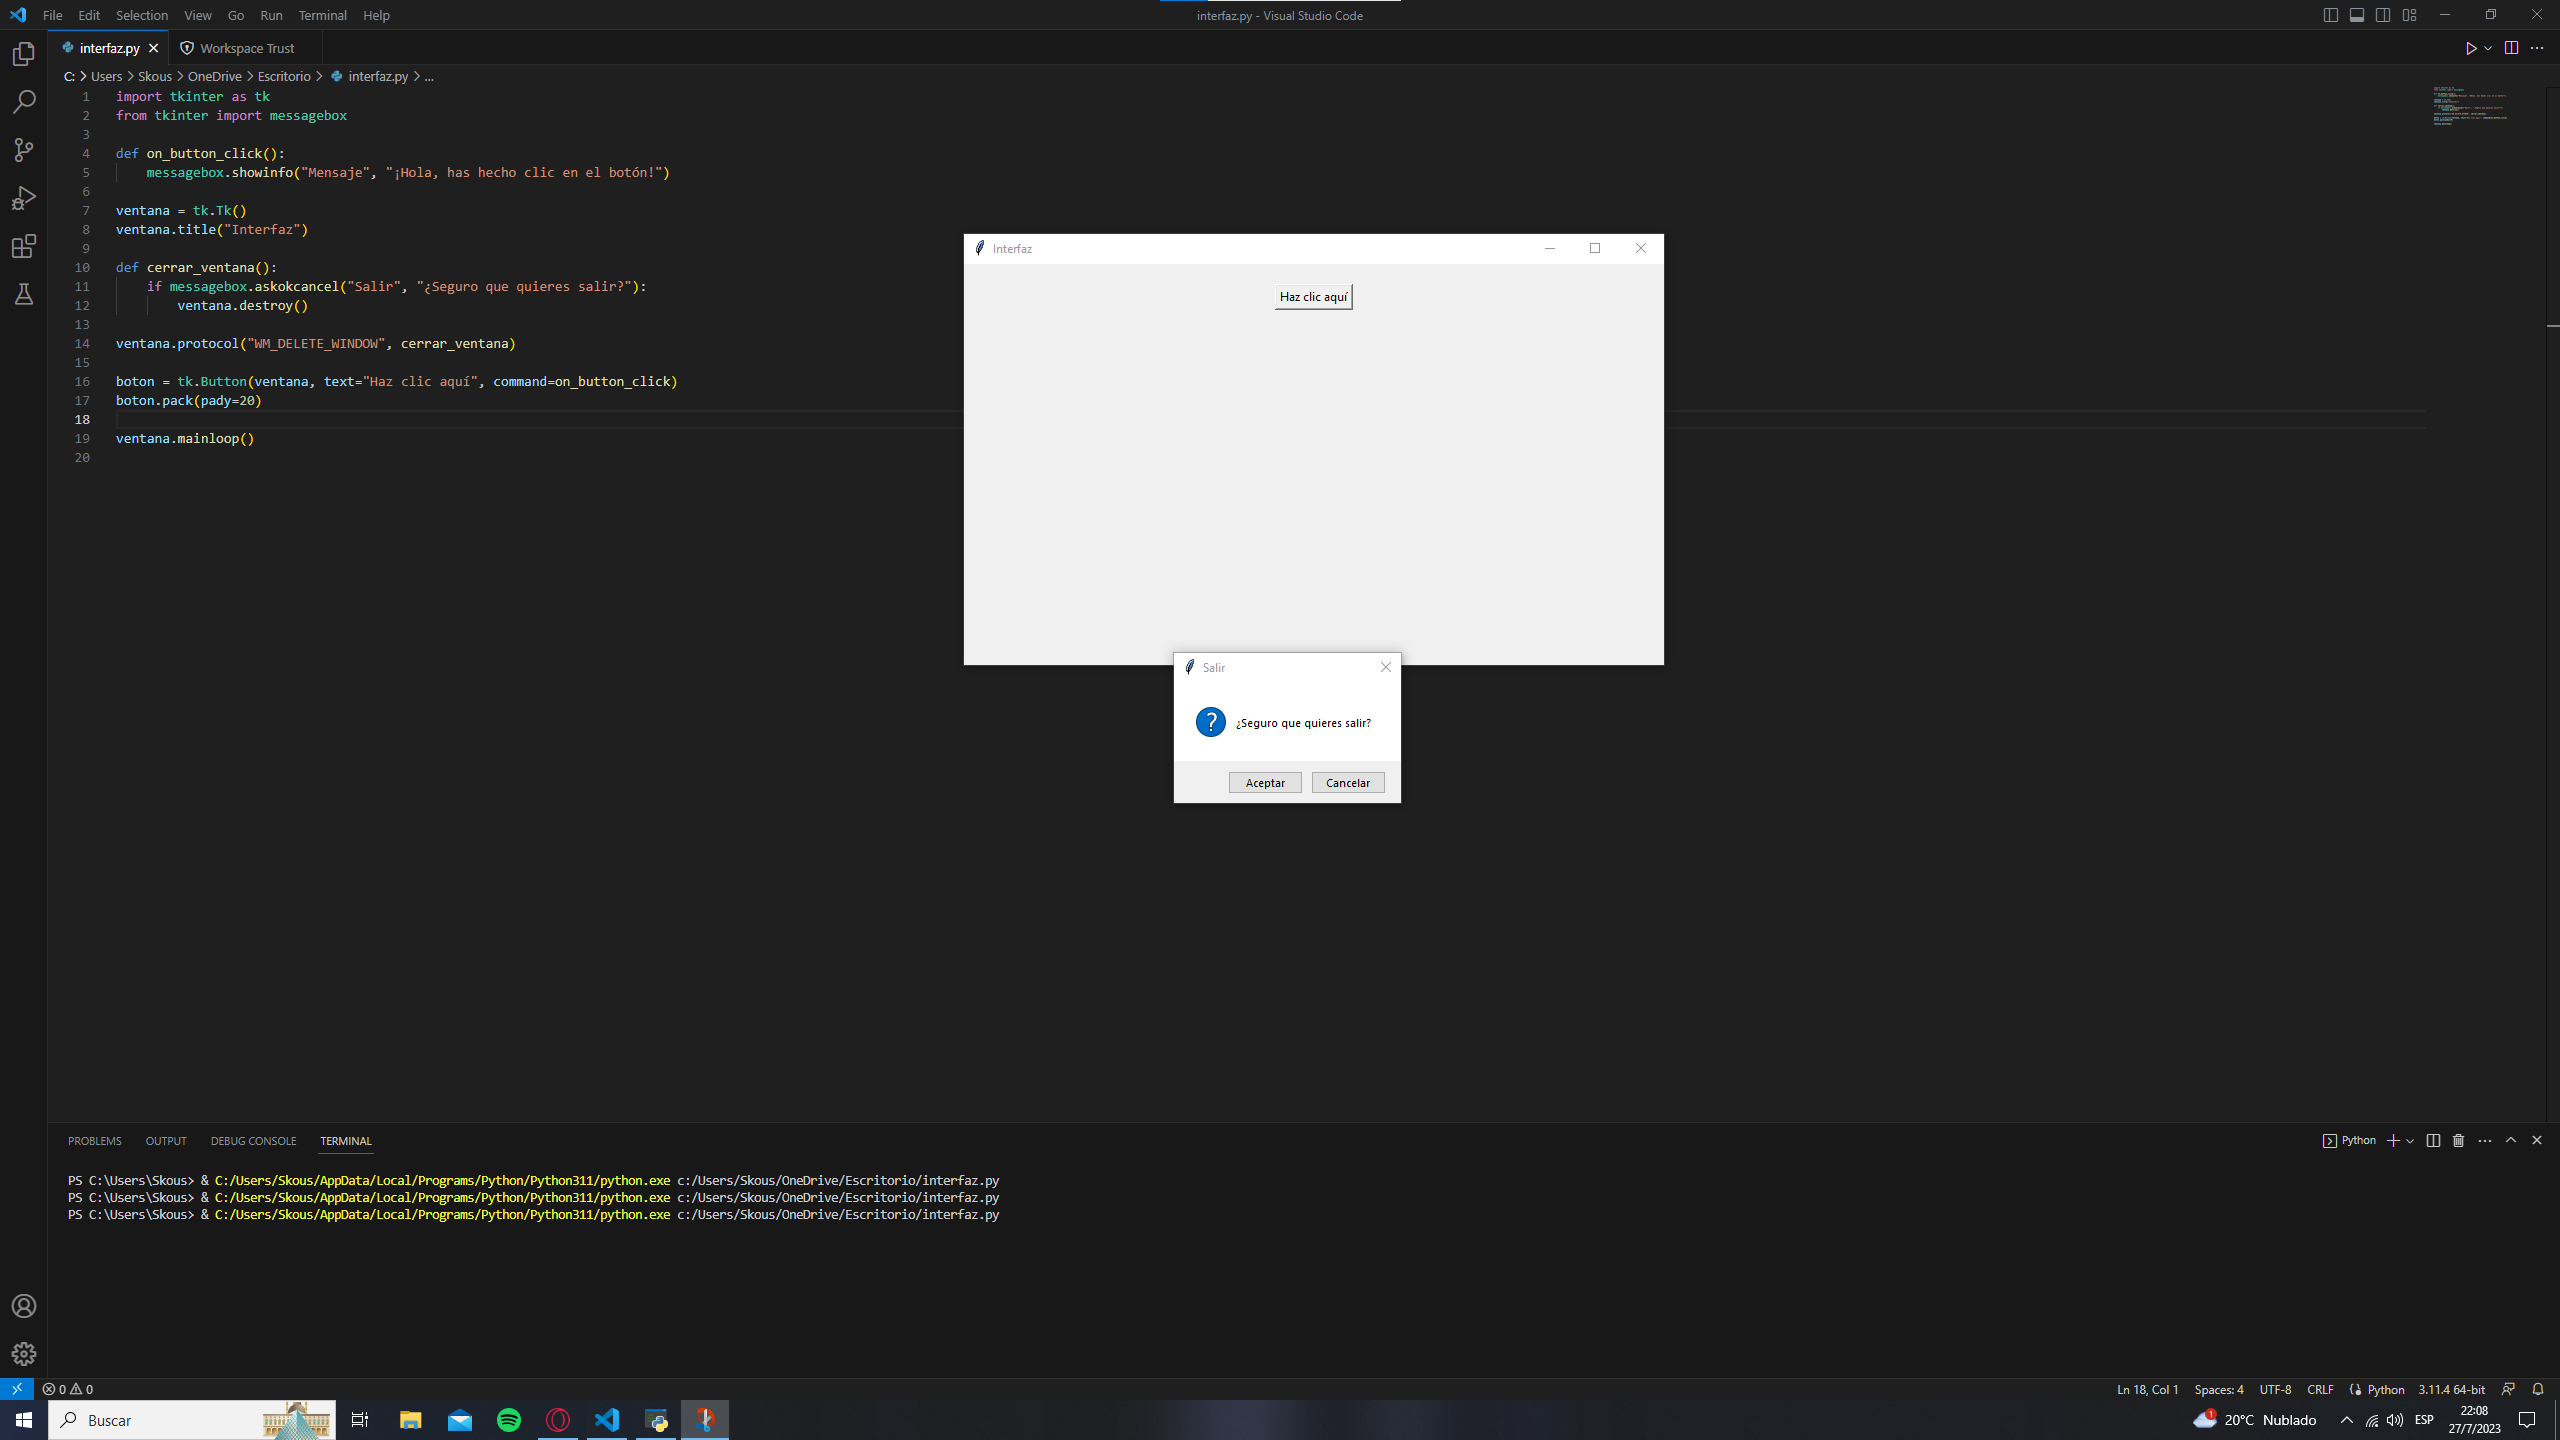 File Edit Selection View Go Run Terminal Help
interfaz.py - Visual Studio Code
interfaz.py
Workspace Trust
C: > Users > Skous > OneDrive > Escritorio > interfaz.py > ...
1 import tkinter as tk
2 from tkinter import messagebox
3
4 def on_button_click():
5 messagebox.showinfo("Mensaje", "¡Hola, has hecho clic en el botón!")
6
7 ventana = tk.Tk()
8 ventana.title("Interfaz")
9
10 def cerrar_ventana():
11 if messagebox.askokcancel("Salir", "¿Seguro que quieres salir?"):
12 ventana.destroy()
13
14 ventana.protocol("WM_DELETE_WINDOW", cerrar_ventana)
15
16 boton = tk.Button(ventana, text="Haz clic aquí", command=on_button_click)
17 boton.pack(pady=20)
18
19 ventana.mainloop()
20
Interfaz
Haz clic aquí
Salir
¿Seguro que quieres salir?
Aceptar Cancelar
PROBLEMS OUTPUT DEBUG CONSOLE TERMINAL
Python
PS C:\Users\Skous> & C:/Users/Skous/AppData/Local/Programs/Python/Python311/python.exe c:/Users/Skous/OneDrive/Escritorio/interfaz.py
PS C:\Users\Skous> & C:/Users/Skous/AppData/Local/Programs/Python/Python311/python.exe c:/Users/Skous/OneDrive/Escritorio/interfaz.py
PS C:\Users\Skous> & C:/Users/Skous/AppData/Local/Programs/Python/Python311/python.exe c:/Users/Skous/OneDrive/Escritorio/interfaz.py
0 0
Ln 18, Col 1 Spaces: 4 UTF-8 CRLF Python 3.11.4 64-bit
Buscar
1
20°C Nublado
ESP
22:08
27/7/2023